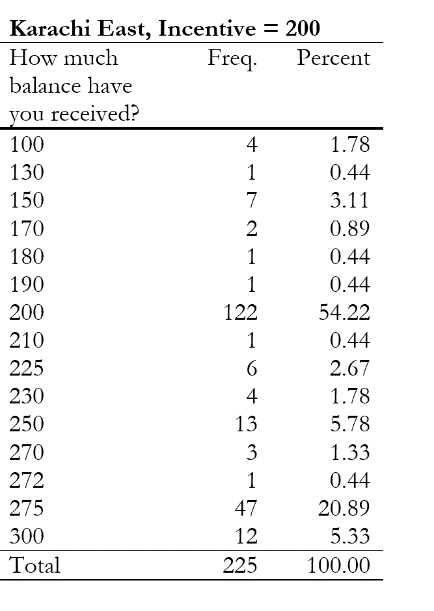 Karachi East, Incentive = 200
How much Freq. Percent
balance have
you received?
100 4 1.78
130 1 0.44
150 7 3.11
170 2 0.89
180 1 0.44
190 1 0.44
200 122 54.22
210 1 0.44
225 6 2.67
230 4 1.78
250 13 5.78
270 3 1.33
272 1 0.44
275 47 20.89
300 12 5.33
Total 225 100.00